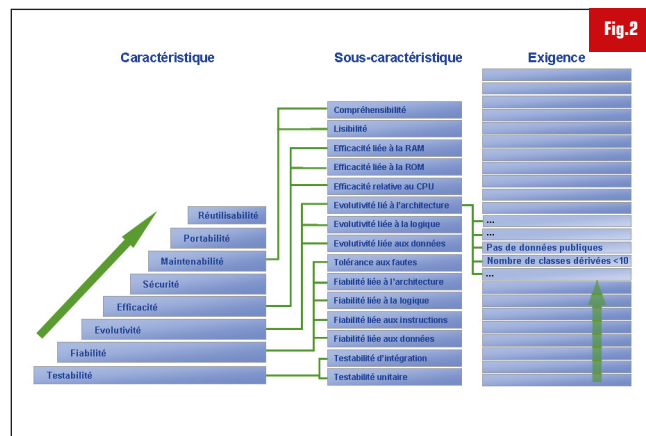 Fig.2
Caractéristique
Sous-caractéristique
Exigence
Réutilisabilité
Portabilité
Maintenabilité
Sécurité
Efficacité
Evolutivité
Fiabilité
Testabilité
Compréhensibilité
Lisibilité
Efficacité liée à la RAM
Efficacité liée à la ROM
Efficacité relative au CPU
Evolutivité lié à l'architecture
Evolutivité liée à la logique
Evolutivité liée aux données
Tolérance aux fautes
Fiabilité liée à l'architecture
Fiabilité liée à la logique
Fiabilité liée aux instructions
Fiabilité liée aux données
Testabilité d'intégration
Testabilité unitaire
...
...
Pas de données publiques
Nombre de classes dérivées <10
...